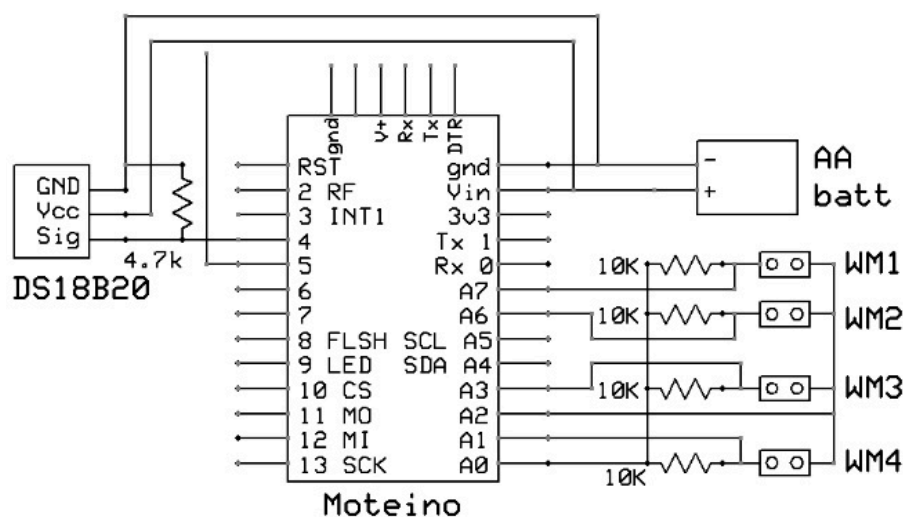 gnd V+ Rx Tx DTR
RST gnd
2 RF Vin
3 INT1 3v3
4 Tx 1
5 Rx 0
6 A7
7 A6
8 FLSH SCL A5
9 LED SDA A4
10 CS A3
11 MO A2
12 MI A1
13 SCK A0
Moteino
GND
Vcc
Sig
4.7k
DS18B20
-
+
AA
batt
10K WM1
10K WM2
10K WM3
10K WM4